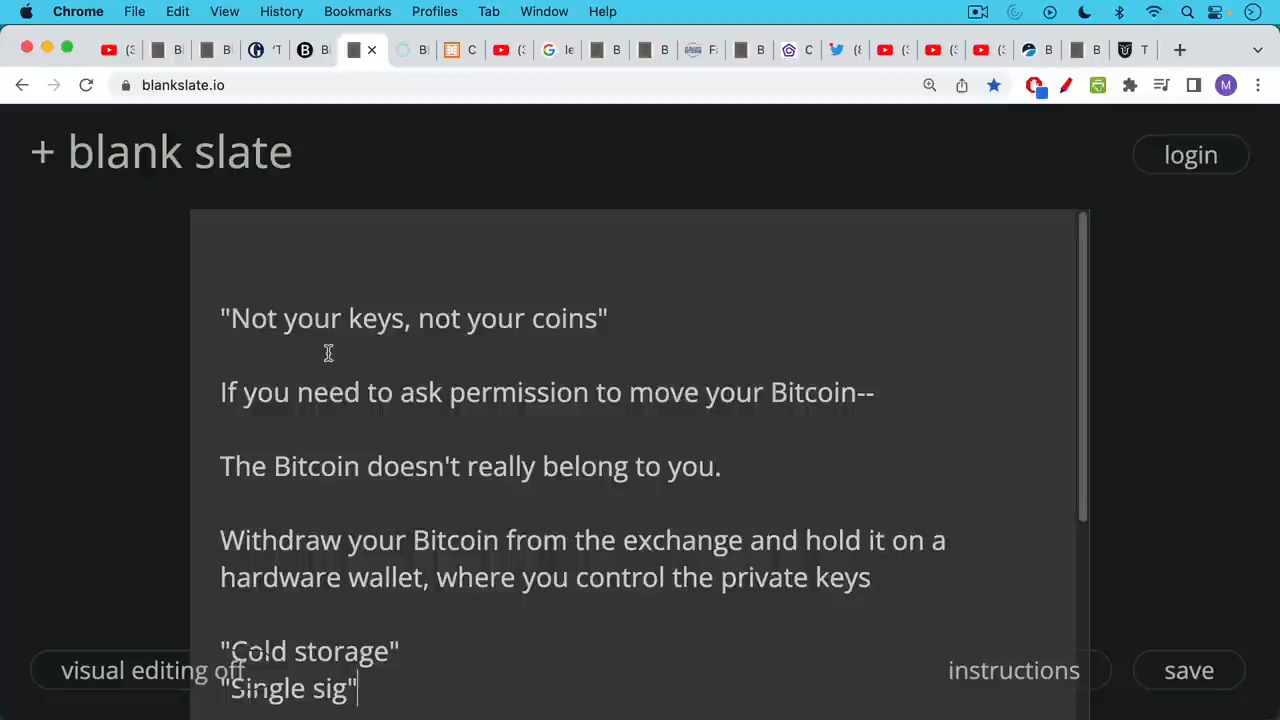 Chrome File Edit View History Bookmarks Profiles Tab Window Help
(3 B B 'T B B C ( le B B F B C (8 ( ( ( B B T
blankslate.io M
+ blank slate
login
"Not your keys, not your coins"
If you need to ask permission to move your Bitcoin--
The Bitcoin doesn't really belong to you.
Withdraw your Bitcoin from the exchange and hold it on a
hardware wallet, where you control the private keys
"Cold storage"
"Single sig"
visual editing off
instructions
save